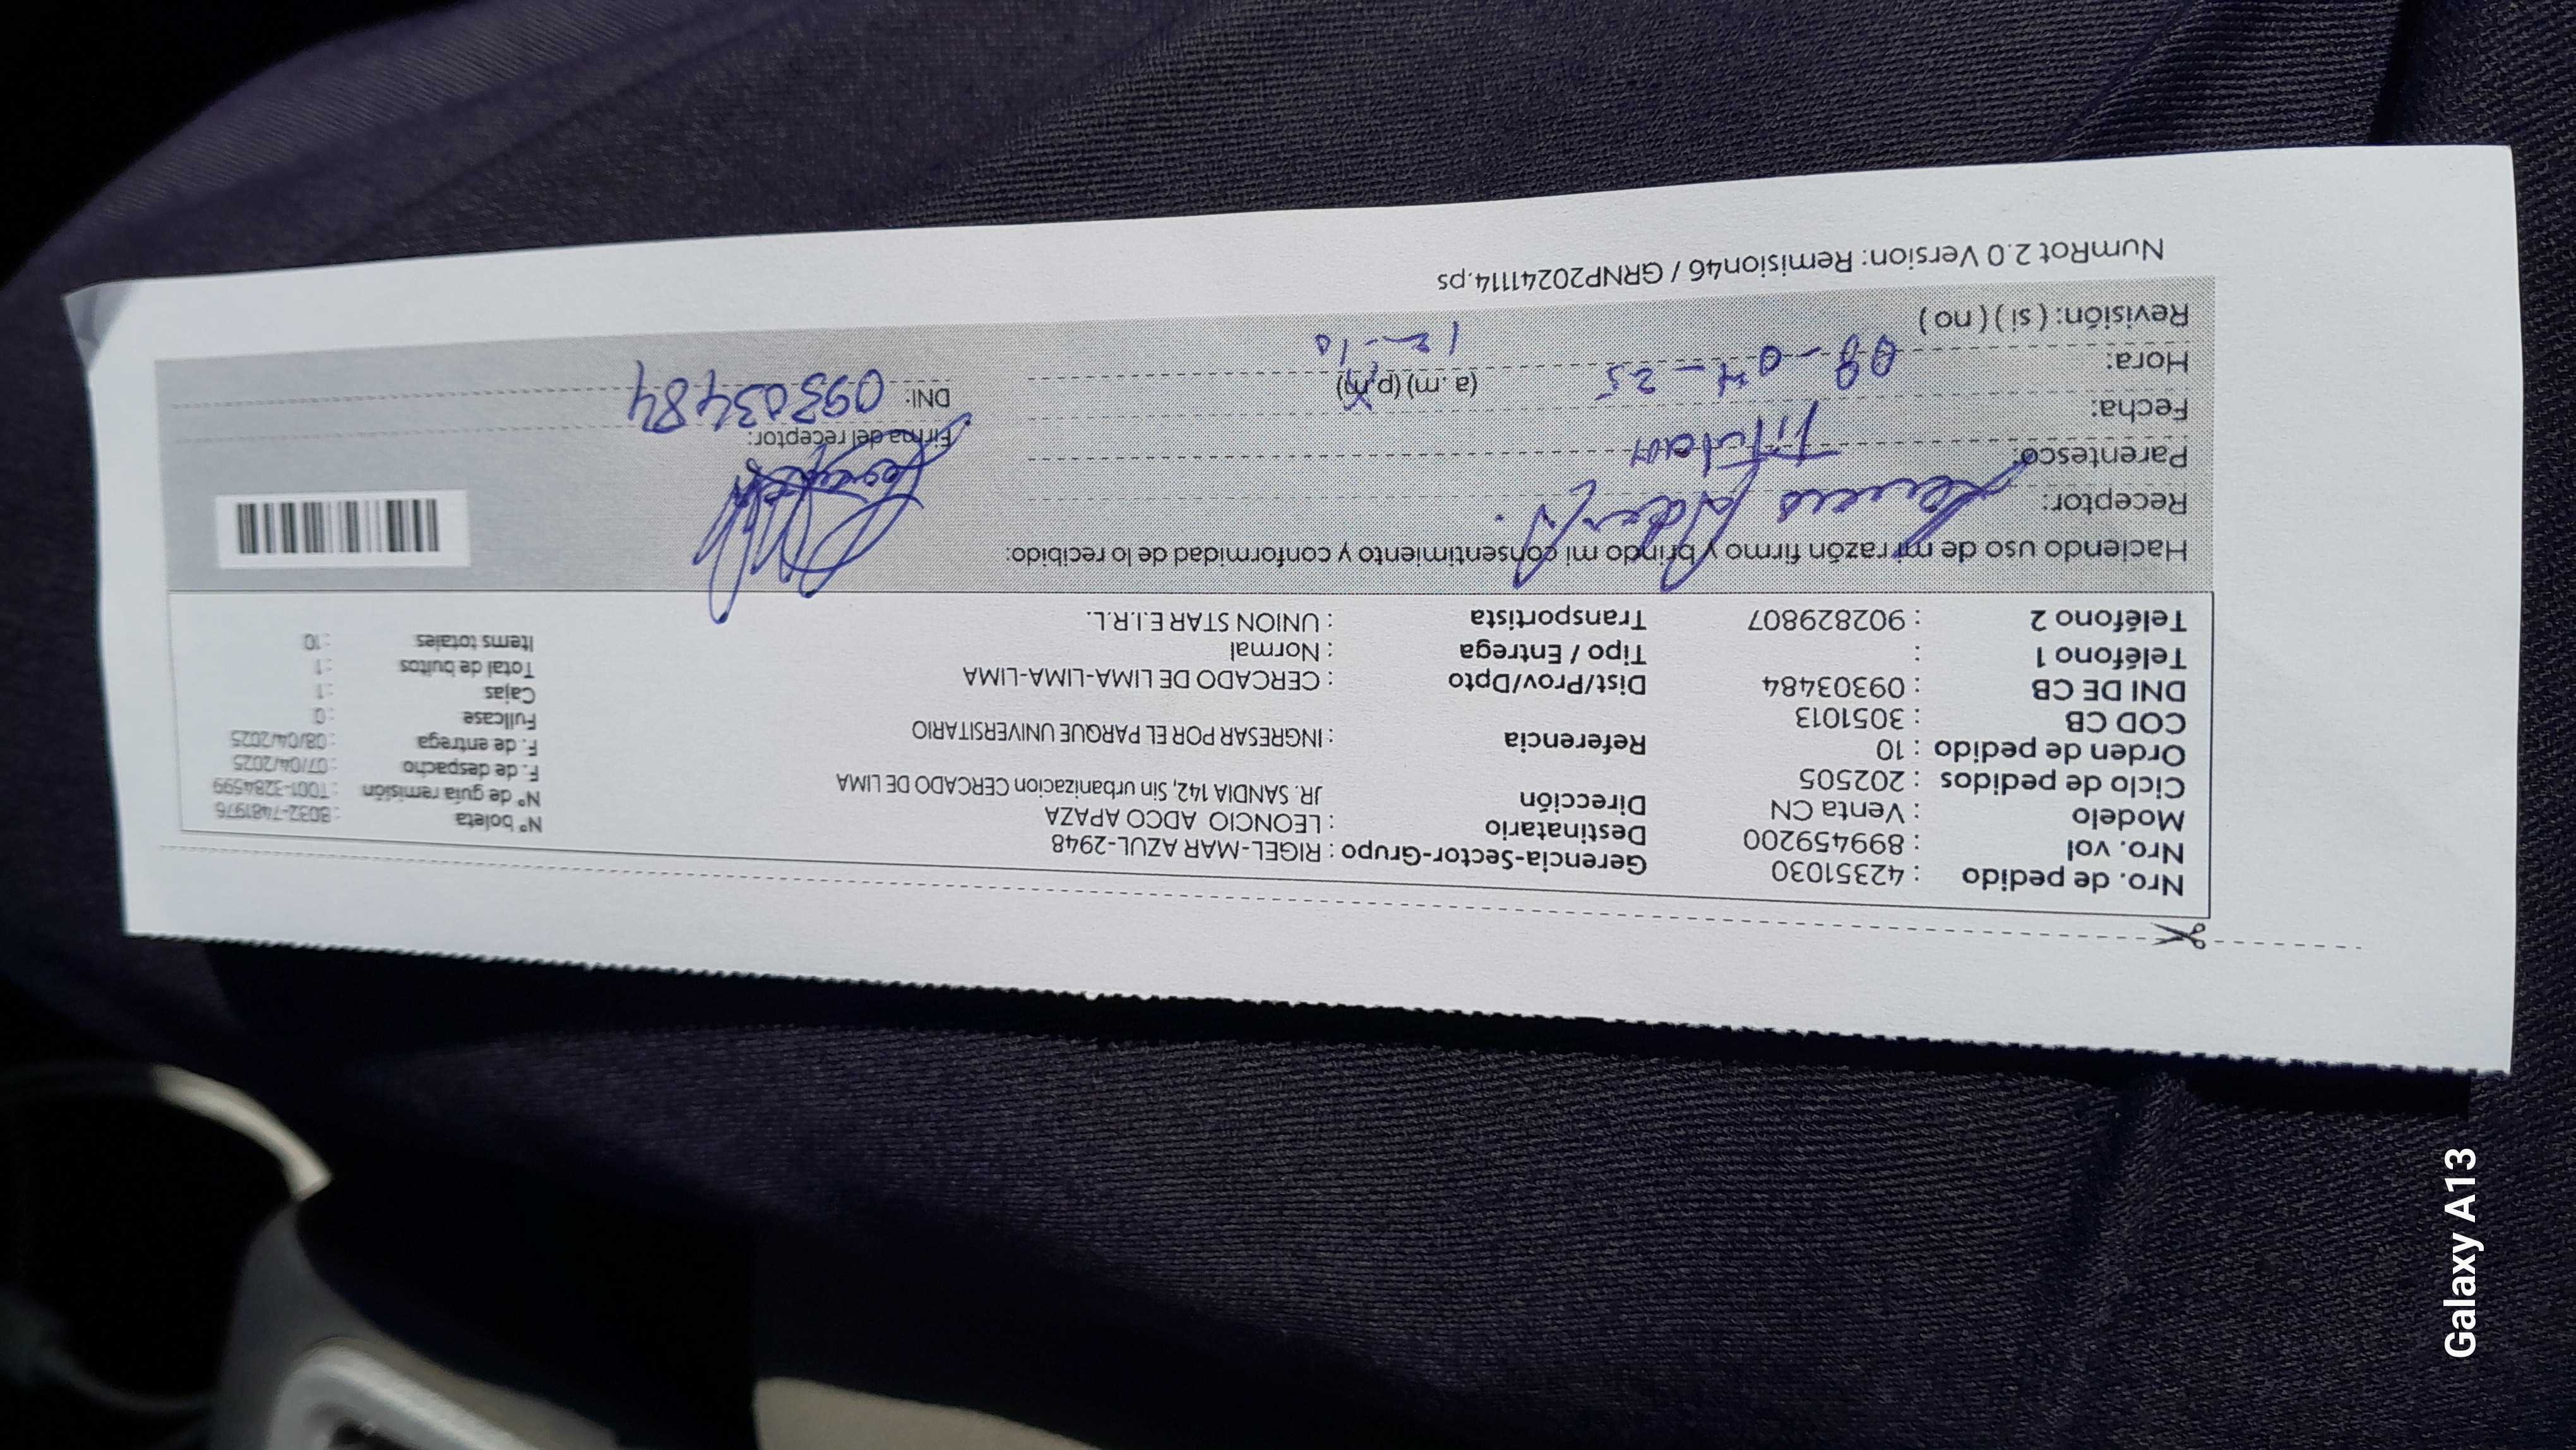 Nro. de pedido : 42351030 Gerencia-Sector-Grupo : RIGEL-MAR AZUL-2948
Nro. vol : 899459200 Destinatario : LEONCIO ADCO APAZA
Modelo : Venta CN Dirección JR. SANDIA 142, Sin urbanizacion CERCADO DE LIMA
Ciclo de pedidos : 202505
Orden de pedido : 10 Referencia : INGRESAR POR EL PARQUE UNIVERSITARIO
COD CB : 3051013
DNI DE CB : 09303484 Dist/Prov/Dpto : CERCADO DE LIMA-LIMA-LIMA
Teléfono 1 : Tipo / Entrega : Normal
Teléfono 2 : 902829807 Transportista : UNION STAR E.I.R.L.
Nº boleta : B032-7481976
Nº de guía remisión : T001-3284599
F. de despacho : 07/04/2025
F. de entrega : 08/04/2025
Fullcase : 0
Cajas : 1
Total de bultos : 1
Items totales : 10
Haciendo uso de mi razón firmo y brindo mi consentimiento y conformidad de lo recibido:
Receptor: Leoncio Adco A.
Parentesco: Titular
Firma del receptor:
Fecha: 08-04-25
DNI: 09303484
Hora: 12-10 (a. m) (p.m)
Revisión: ( si ) ( no )
NumRot 2.0 Version: Remision46 / GRNP20241114.ps
Galaxy A13